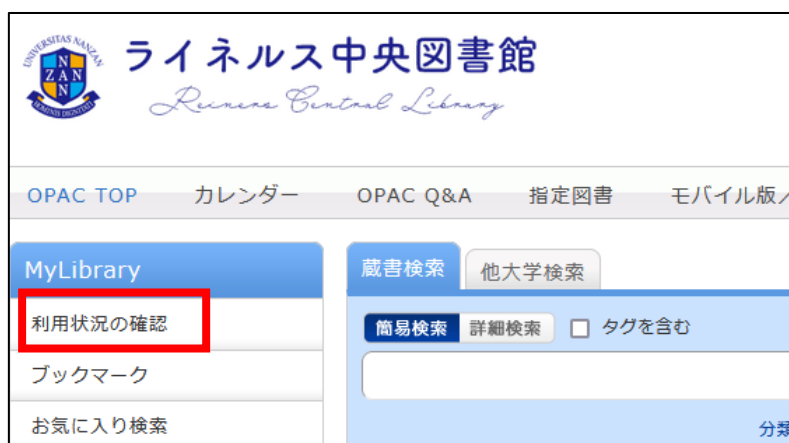 UNIVERSITAS NANZAN
NAN
ZAN
N
HOMINIS DIGNITATI
ライネルス中央図書館
Reiners Central Library
OPAC TOP カレンダー OPAC Q&A 指定図書 モバイル版／
MyLibrary
利用状況の確認
ブックマーク
お気に入り検索
蔵書検索 他大学検索
簡易検索 詳細検索 タグを含む
分類